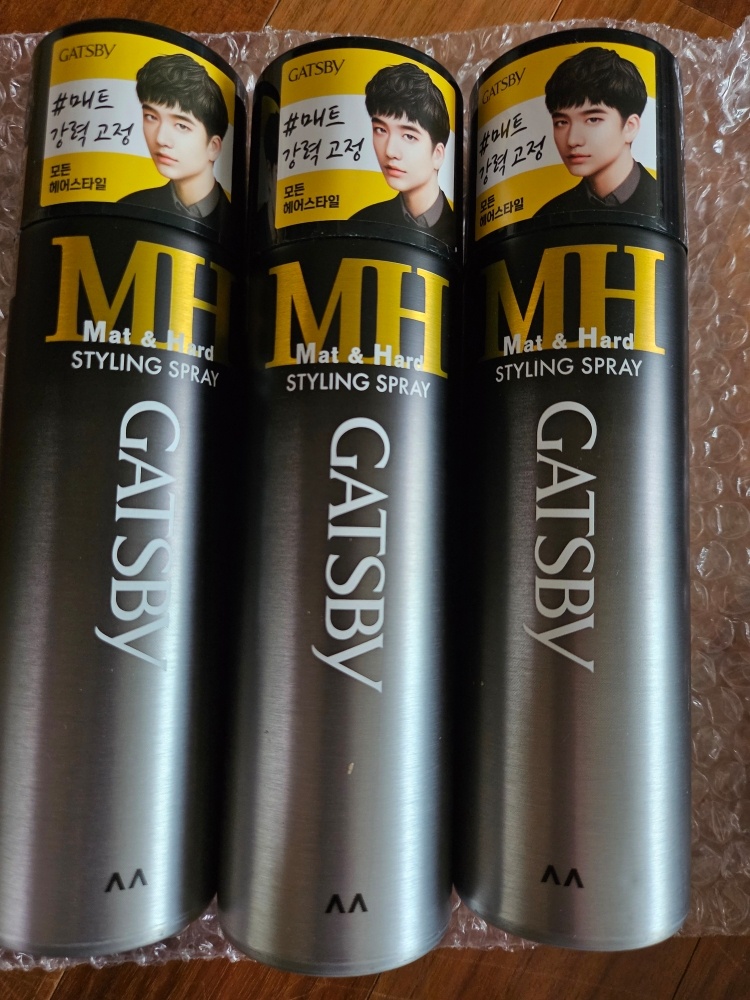 GATSBY
#매트
강력 고정
모든
헤어스타일
MH
Mat & Hard
STYLING SPRAY
GATSBY
GATSBY
#매트
강력 고정
모든
헤어스타일
MH
Mat & Hard
STYLING SPRAY
GATSBY
GATSBY
#매트
강력 고정
모든
헤어스타일
MH
Mat & Hard
STYLING SPRAY
GATSBY